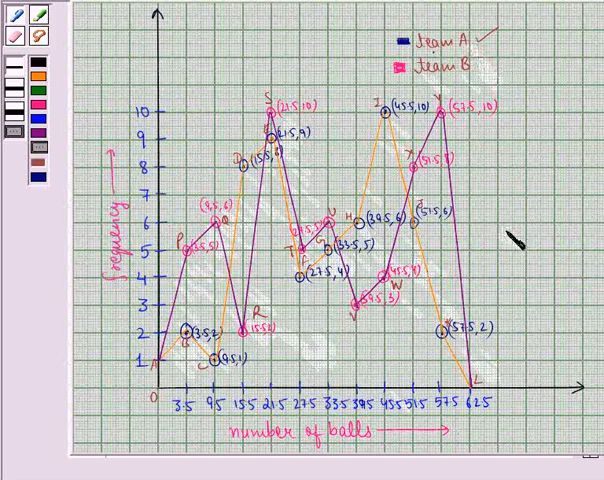 team A
team B
S
(21.5,10)
I
(45.5,10)
Y
(57.5,10)
10
9
8
7
6
5
4
3
2
1
(21.5,9)
D
(15.5,8)
X
(51.5,8)
(9.5,6)
Q
U
H
(39.5,6)
(51.5,6)
P
(3.5,5)
T
(27.5,5)
G
(33.5,5)
F
(27.5,4)
(45.5,4)
W
V
(39.5,3)
R
(15.5,2)
B
(3.5,2)
(57.5,2)
A
C
(9.5,1)
L
O
frequency
3.5 9.5 15.5 21.5 27.5 33.5 39.5 45.5 51.5 57.5 62.5
number of balls